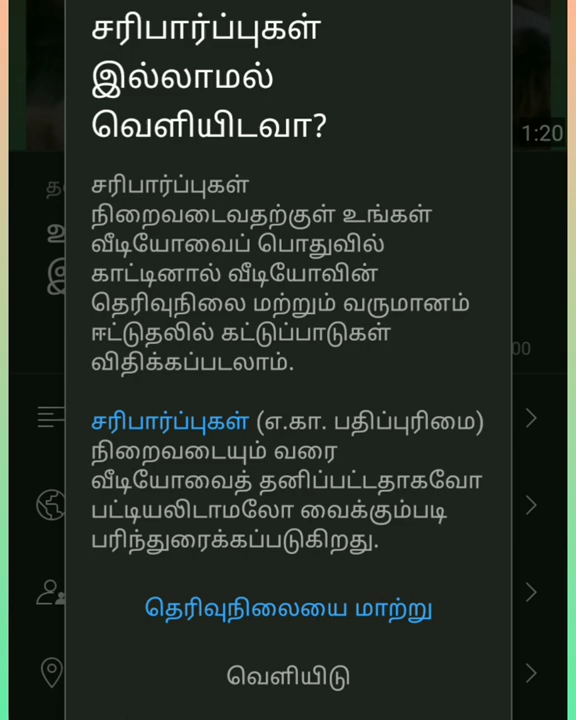 சரிபார்ப்புகள்
இல்லாமல்
வெளியிடவா?
1:20
சரிபார்ப்புகள்
நிறைவடைவதற்குள் உங்கள்
வீடியோவைப் பொதுவில்
காட்டினால் வீடியோவின்
தெரிவுநிலை மற்றும் வருமானம்
ஈட்டுதலில் கட்டுப்பாடுகள்
விதிக்கப்படலாம்.
சரிபார்ப்புகள் (எ.கா. பதிப்புரிமை)
நிறைவடையும் வரை
வீடியோவைத் தனிப்பட்டதாகவோ
பட்டியலிடாமலோ வைக்கும்படி
பரிந்துரைக்கப்படுகிறது.
தெரிவுநிலையை மாற்று
வெளியிடு